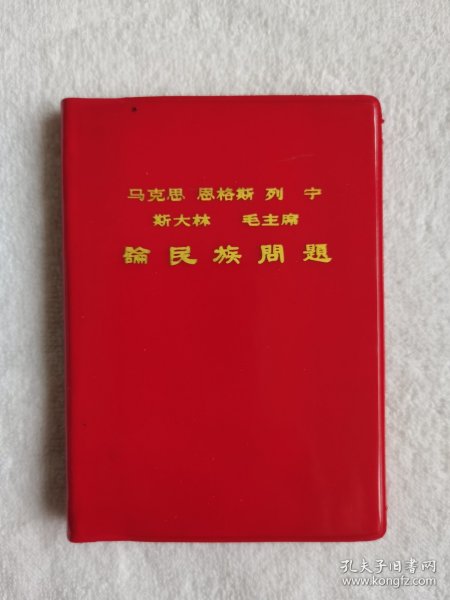 马克思 恩格斯 列 宁
斯大林 毛主席
論民族問題
孔夫子旧书网
www.kongfz.com